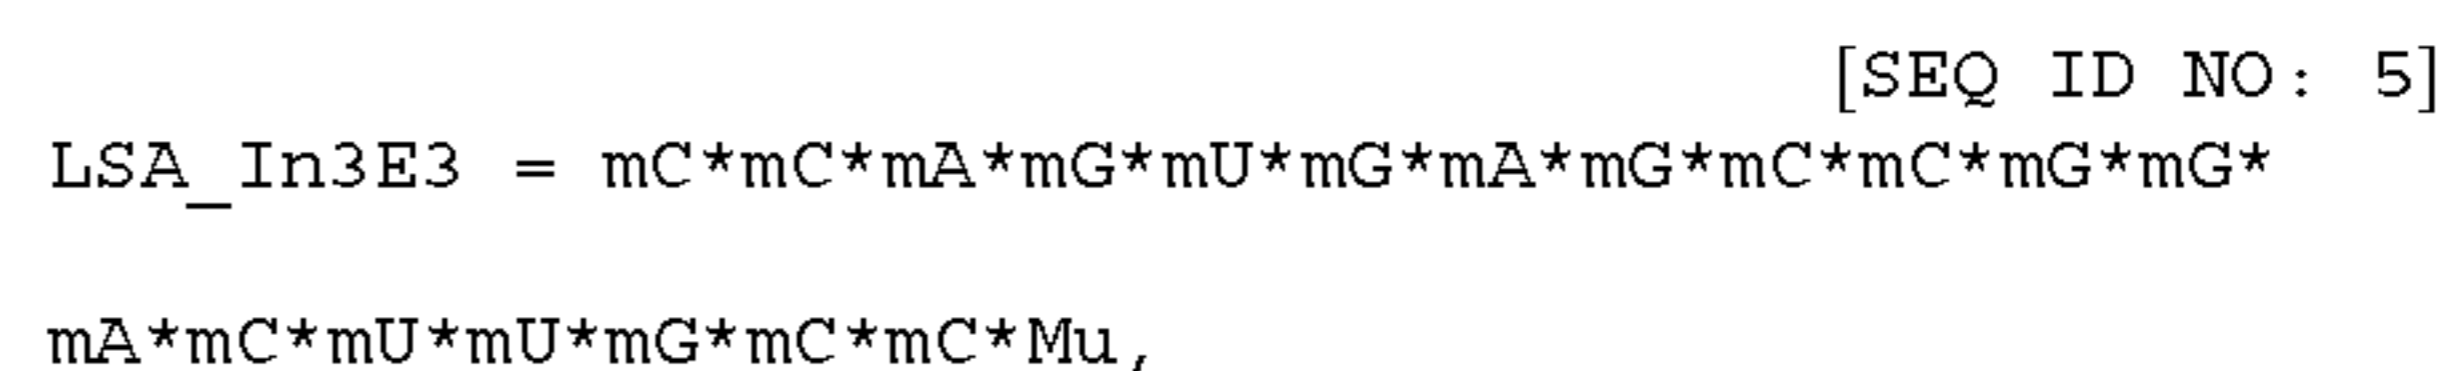 [SEQ ID NO: 5]
LSA_In3E3 = mC*mC*mA*mG*mU*mG*mA*mG*mC*mC*mG*mG*
mA*mC*mU*mU*mG*mC*mC*Mu,